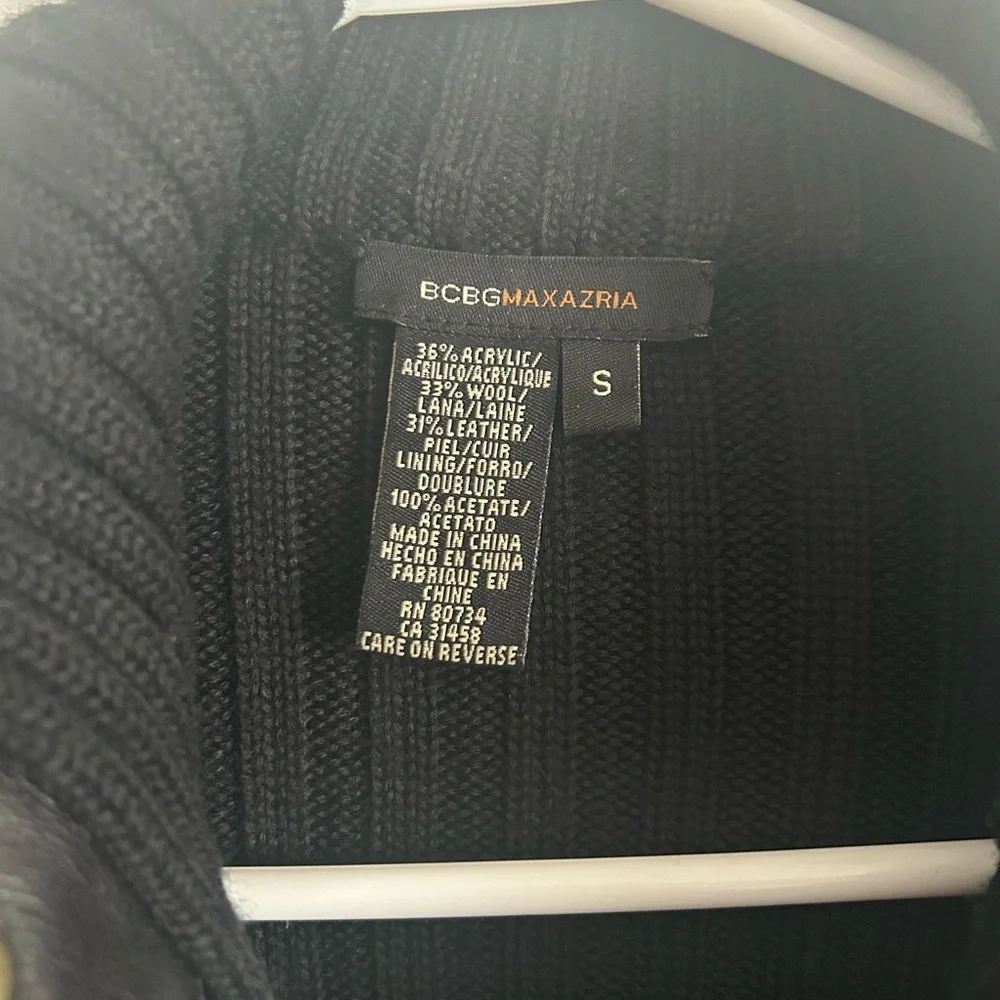 BCBGMAXAZRIA
36% ACRYLIC/
ACRILICO/ACRYLIQUE
33% WOOL/
LANA/LAINE
31% LEATHER/
PIEL/CUIR
LINING/FORRO/
DOUBLURE
100% ACETATE/
ACETATO
MADE IN CHINA
HECHO EN CHINA
FABRIQUE EN
CHINE
RN 80734
CA 31458
CARE ON REVERSE
S